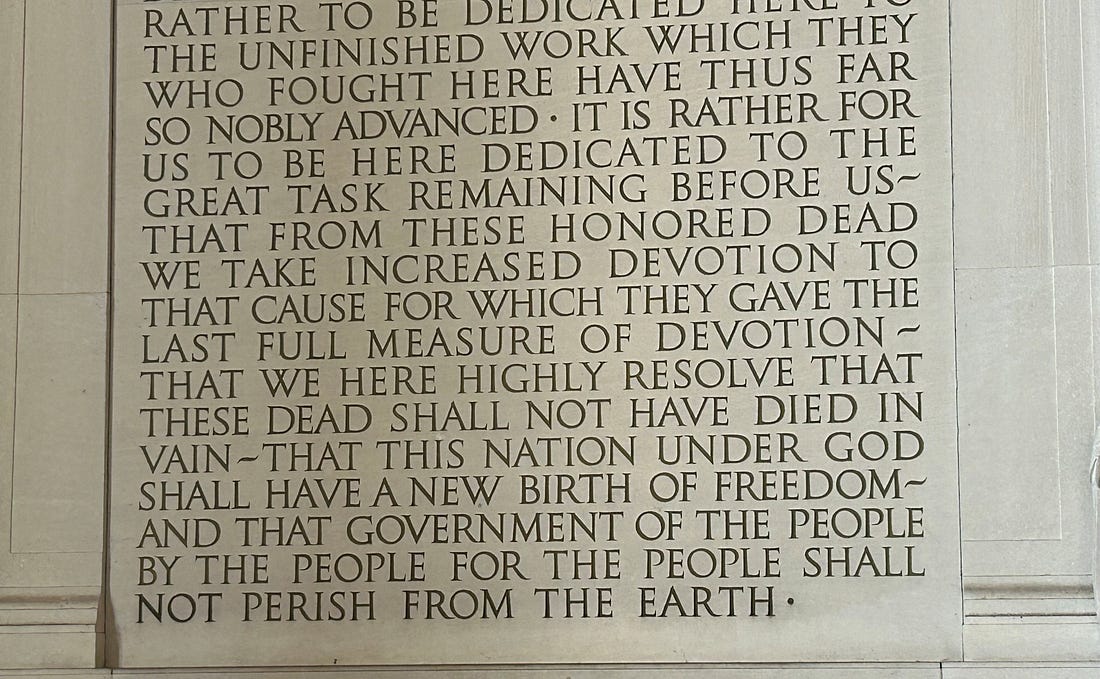 RATHER TO BE DEDICATED HERE TO
THE UNFINISHED WORK WHICH THEY
WHO FOUGHT HERE HAVE THUS FAR
SO NOBLY ADVANCED · IT IS RATHER FOR
US TO BE HERE DEDICATED TO THE
GREAT TASK REMAINING BEFORE US~
THAT FROM THESE HONORED DEAD
WE TAKE INCREASED DEVOTION TO
THAT CAUSE FOR WHICH THEY GAVE THE
LAST FULL MEASURE OF DEVOTION ~
THAT WE HERE HIGHLY RESOLVE THAT
THESE DEAD SHALL NOT HAVE DIED IN
VAIN~THAT THIS NATION UNDER GOD
SHALL HAVE A NEW BIRTH OF FREEDOM~
AND THAT GOVERNMENT OF THE PEOPLE
BY THE PEOPLE FOR THE PEOPLE SHALL
NOT PERISH FROM THE EARTH ·